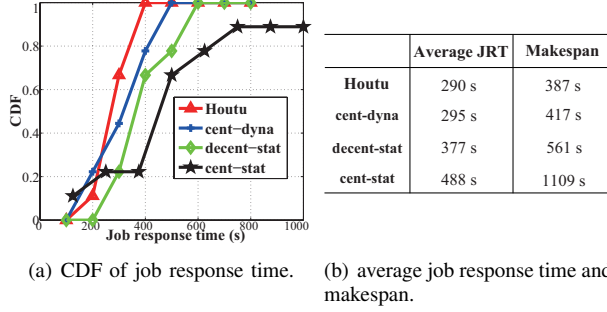 1
0.8
0.6
0.4
0.2
0
CDF
Houtu
cent-dyna
decent-stat
cent-stat
0 200 400 600 800 1000
Job response time (s)
(a) CDF of job response time.
Average JRT Makespan
Houtu 290 s 387 s
cent-dyna 295 s 417 s
decent-stat 377 s 561 s
cent-stat 488 s 1109 s
(b) average job response time and
makespan.